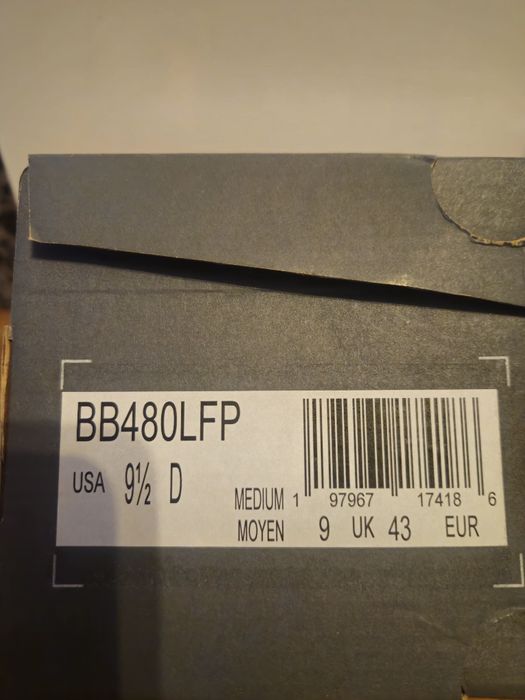 BB480LFP
USA 9½ D
MEDIUM 1 97967 17418 6
MOYEN 9 UK 43 EUR